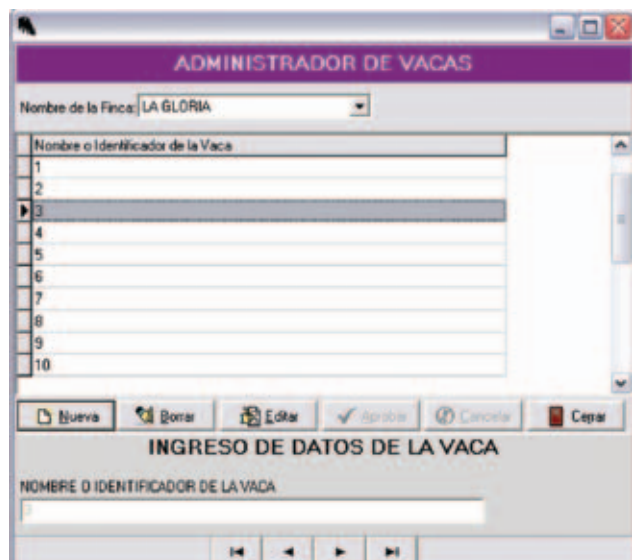 ADMINISTRADOR DE VACAS
Nombre de la Finca: LA GLORIA
Nombre o Identificador de la Vaca
1
2
3
4
5
6
7
8
9
10
Nueva Borrar Editar Aprobar Cancelar Cerrar
INGRESO DE DATOS DE LA VACA
NOMBRE O IDENTIFICADOR DE LA VACA
3